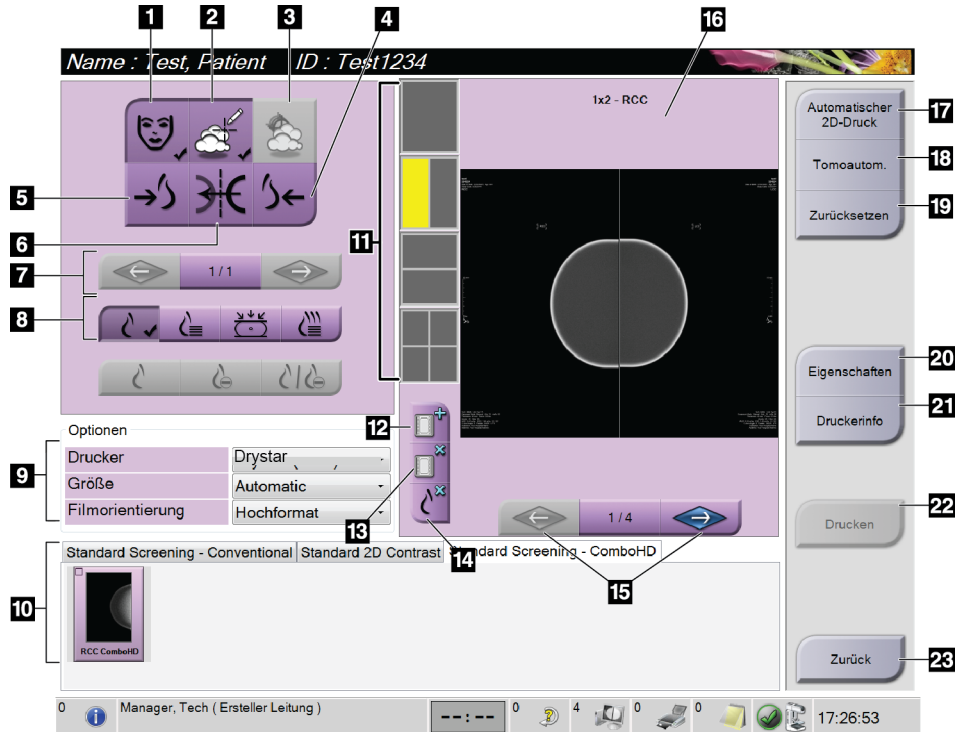 1
2
3
4
16
Name : Test, Patient ID : Test1234
1x2 - RCC
Automatischer
2D-Druck
17
Tomoautom.
18
Zurücksetzen
19
5
6
11
7
1/1
8
Eigenschaften
20
Druckerinfo
21
12
Optionen
9
Drucker
Drystar
Größe
Automatic
Filmorientierung
Hochformat
13
14
1/4
15
Drucken
22
Standard Screening - Conventional
Standard 2D Contrast
Standard Screening - ComboHD
10
RCC ComboHD
Zurück
23
0
Manager, Tech ( Ersteller Leitung )
--:--
0
4
0
0
17:26:53